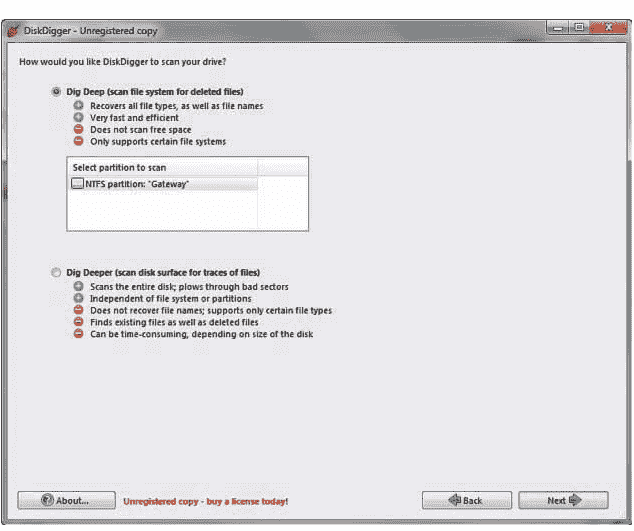 DiskDigger - Unregistered copy
How would you like DiskDigger to scan your drive?
Dig Deep (scan file system for deleted files)
Recovers all file types, as well as file names
Very fast and efficient
Does not scan free space
Only supports certain file systems
Select partition to scan
NTFS partition: "Gateway"
Dig Deeper (scan disk surface for traces of files)
Scans the entire disk; plows through bad sectors
Independent of file system or partitions
Does not recover file names; supports only certain file types
Finds existing files as well as deleted files
Can be time-consuming, depending on size of the disk
About... Unregistered copy - buy a license today! Back Next